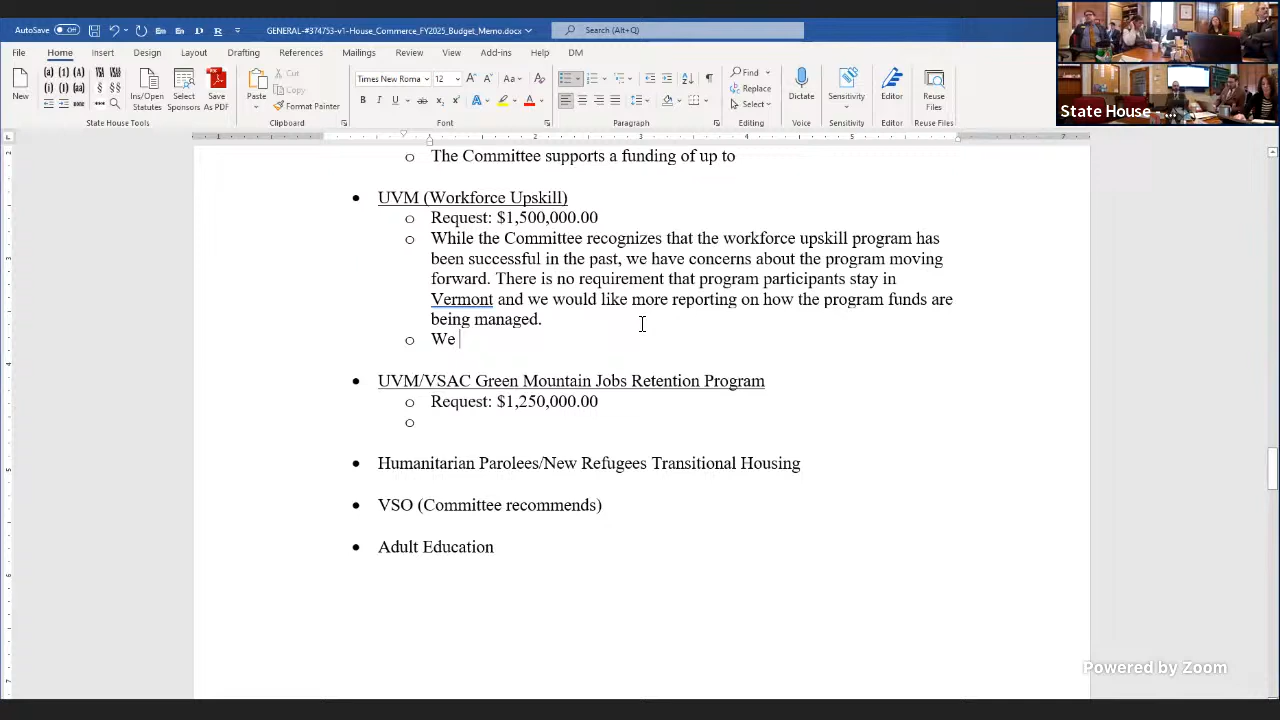 AutoSave Off
GENERAL-#374753-v1-House_Commerce_FY2025_Budget_Memo.docx
Search (Alt+Q)
File Home Insert Design Layout Drafting References Mailings Review View Add-ins Help DM
New
Ins/Open Statutes
Select Sponsors
Save As PDF
State House Tools
Paste
Cut
Copy
Format Painter
Clipboard
Times New Roma 12
Font
Paragraph
Find
Replace
Select
Editing
Dictate
Voice
Sensitivity
Sensitivity
Editor
Editor
Reuse Files
Reuse Files
State House - ...
The Committee supports a funding of up to
UVM (Workforce Upskill)
Request: $1,500,000.00
While the Committee recognizes that the workforce upskill program has
been successful in the past, we have concerns about the program moving
forward. There is no requirement that program participants stay in
Vermont and we would like more reporting on how the program funds are
being managed.
We
UVM/VSAC Green Mountain Jobs Retention Program
Request: $1,250,000.00
Humanitarian Parolees/New Refugees Transitional Housing
VSO (Committee recommends)
Adult Education
Powered by Zoom